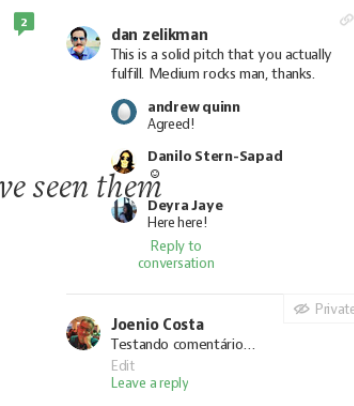 2
dan zelikman
This is a solid pitch that you actually
fulfill. Medium rocks man, thanks.
andrew quinn
Agreed!
Danilo Stern-Sapad
☺
ve seen them
Deyra Jaye
Here here!
Reply to
conversation
Private
Joenio Costa
Testando comentário...
Edit
Leave a reply